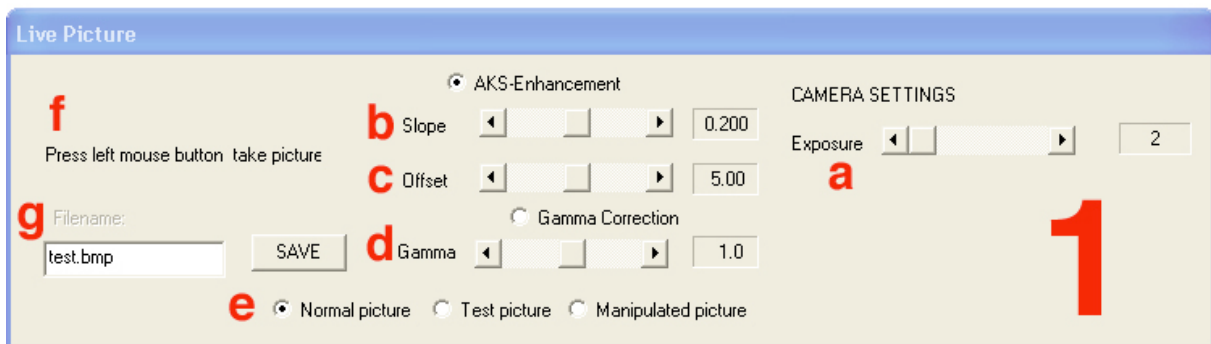 Live Picture
AKS-Enhancement
CAMERA SETTINGS
f
b Slope 0.200
Exposure 2
Press left mouse button take picture
a
c Offset 5.00
g Filename:
Gamma Correction
1
test.bmp SAVE
d Gamma 1.0
e Normal picture Test picture Manipulated picture